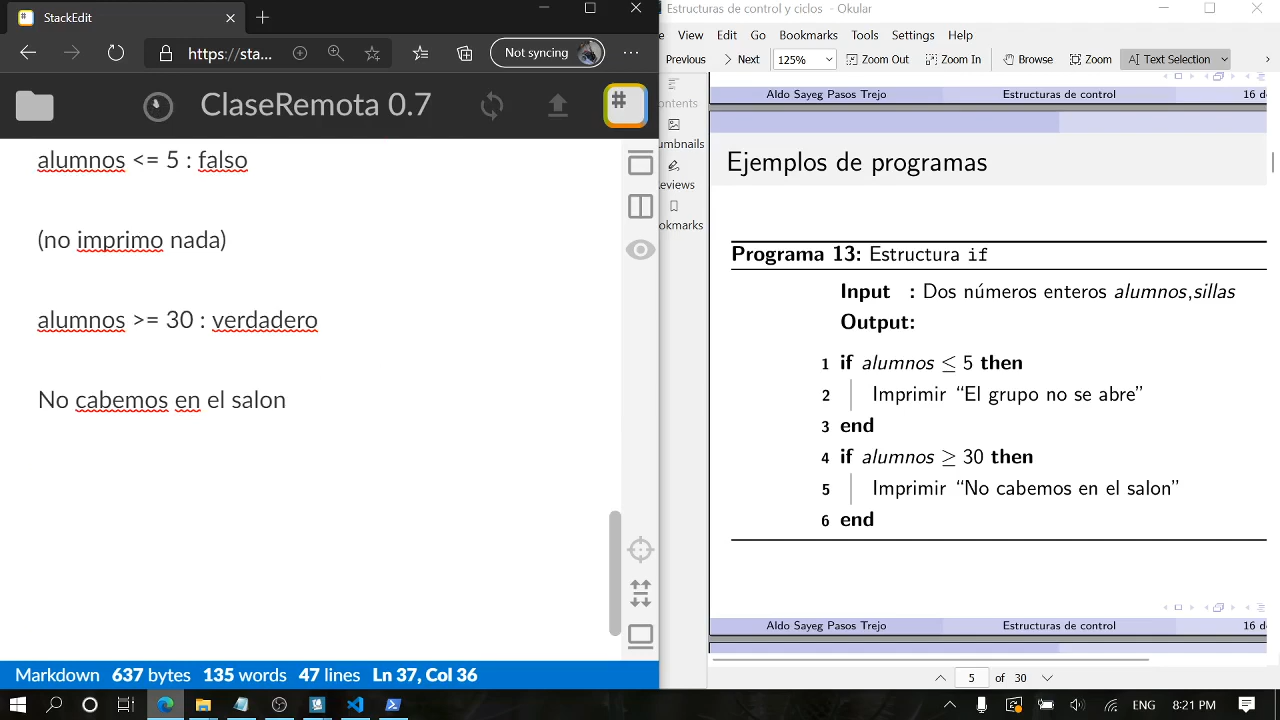 StackEdit
https://sta...
Not syncing
ClaseRemota 0.7
alumnos <= 5 : falso
(no imprimo nada)
alumnos >= 30 : verdadero
No cabemos en el salon
Markdown 637 bytes 135 words 47 lines Ln 37, Col 36
Estructuras de control y ciclos - Okular
e View Edit Go Bookmarks Tools Settings Help
Previous Next 125% Zoom Out Zoom In Browse Zoom Text Selection
ontents
umbnails
eviews
okmarks
Aldo Sayeg Pasos Trejo Estructuras de control 16 d
Ejemplos de programas
Programa 13: Estructura if
Input : Dos números enteros alumnos,sillas
Output:
1 if alumnos ≤ 5 then
2 Imprimir “El grupo no se abre”
3 end
4 if alumnos ≥ 30 then
5 Imprimir “No cabemos en el salon”
6 end
Aldo Sayeg Pasos Trejo Estructuras de control 16 d
5 of 30
ENG 8:21 PM